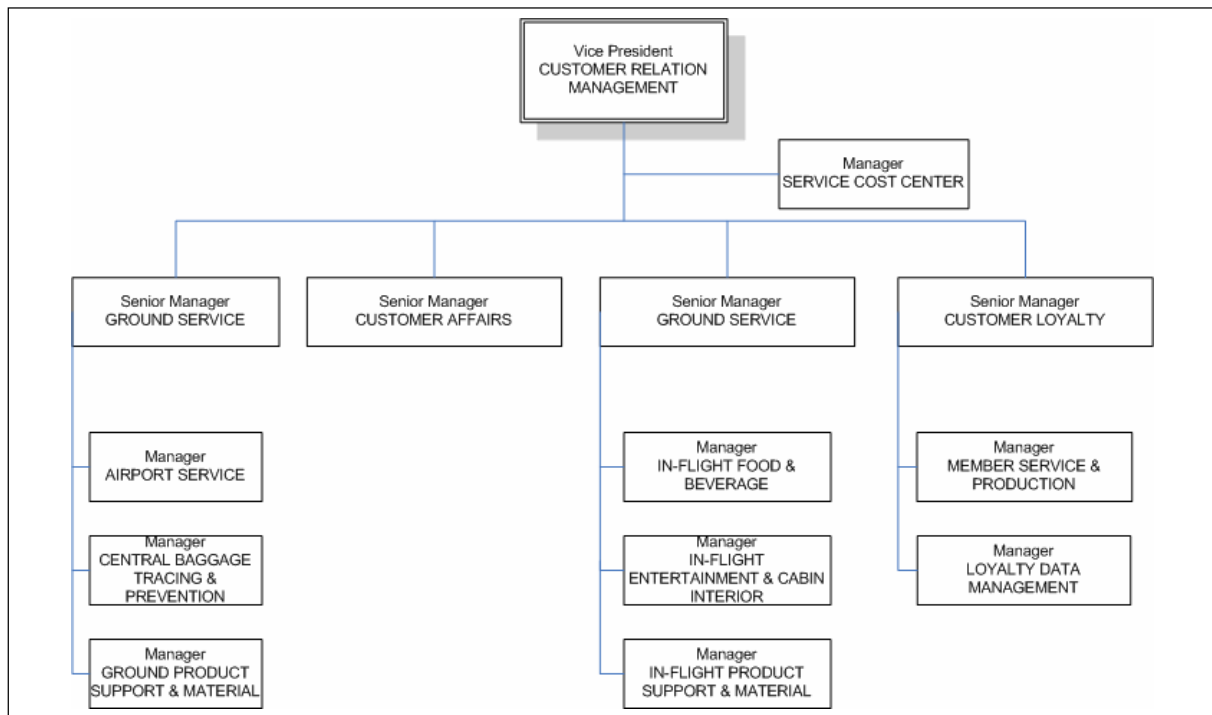 Vice President
CUSTOMER RELATION
MANAGEMENT
Manager
SERVICE COST CENTER
Senior Manager
GROUND SERVICE
Senior Manager
CUSTOMER AFFAIRS
Senior Manager
GROUND SERVICE
Senior Manager
CUSTOMER LOYALTY
Manager
AIRPORT SERVICE
Manager
IN-FLIGHT FOOD &
BEVERAGE
Manager
MEMBER SERVICE &
PRODUCTION
Manager
CENTRAL BAGGAGE
TRACING &
PREVENTION
Manager
IN-FLIGHT
ENTERTAINMENT & CABIN
INTERIOR
Manager
LOYALTY DATA
MANAGEMENT
Manager
GROUND PRODUCT
SUPPORT & MATERIAL
Manager
IN-FLIGHT PRODUCT
SUPPORT & MATERIAL